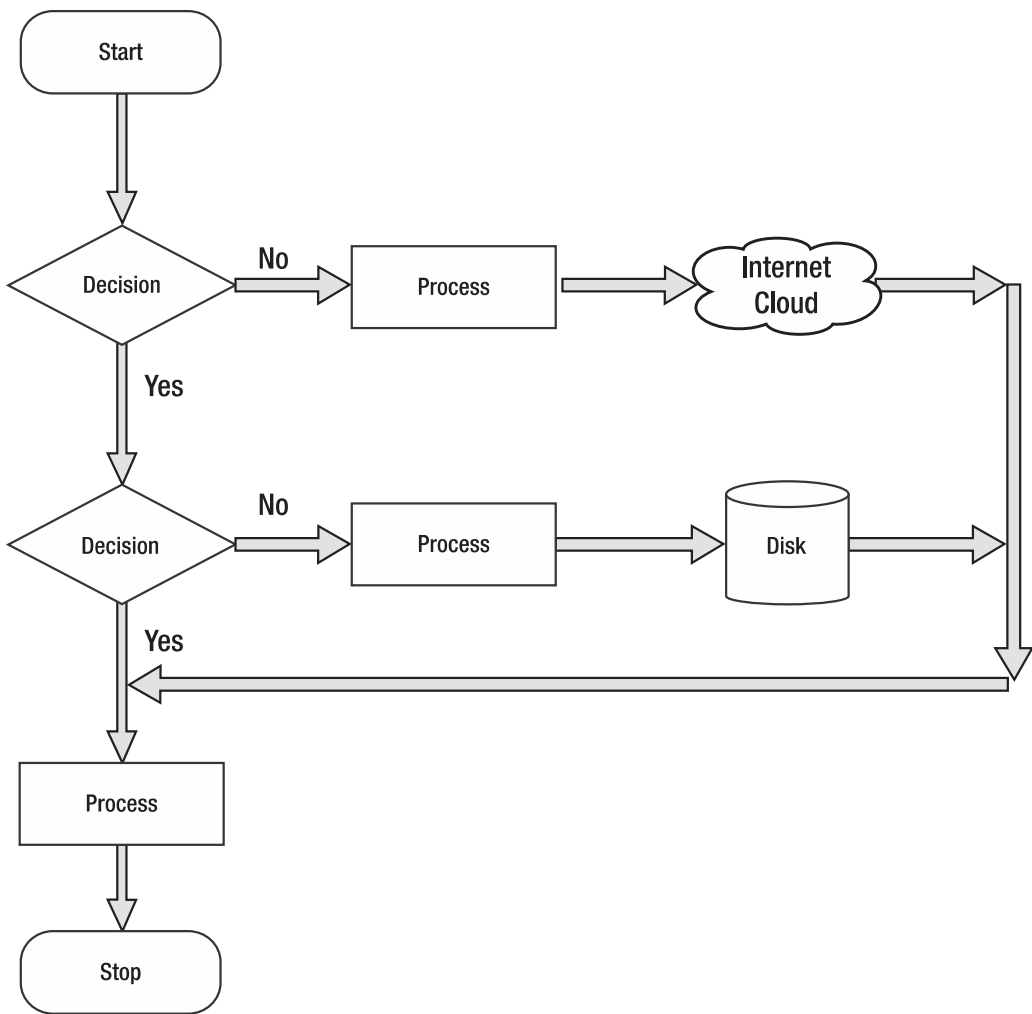 Start
Decision
No
Process
Internet
Cloud
Yes
Decision
No
Process
Disk
Yes
Process
Stop